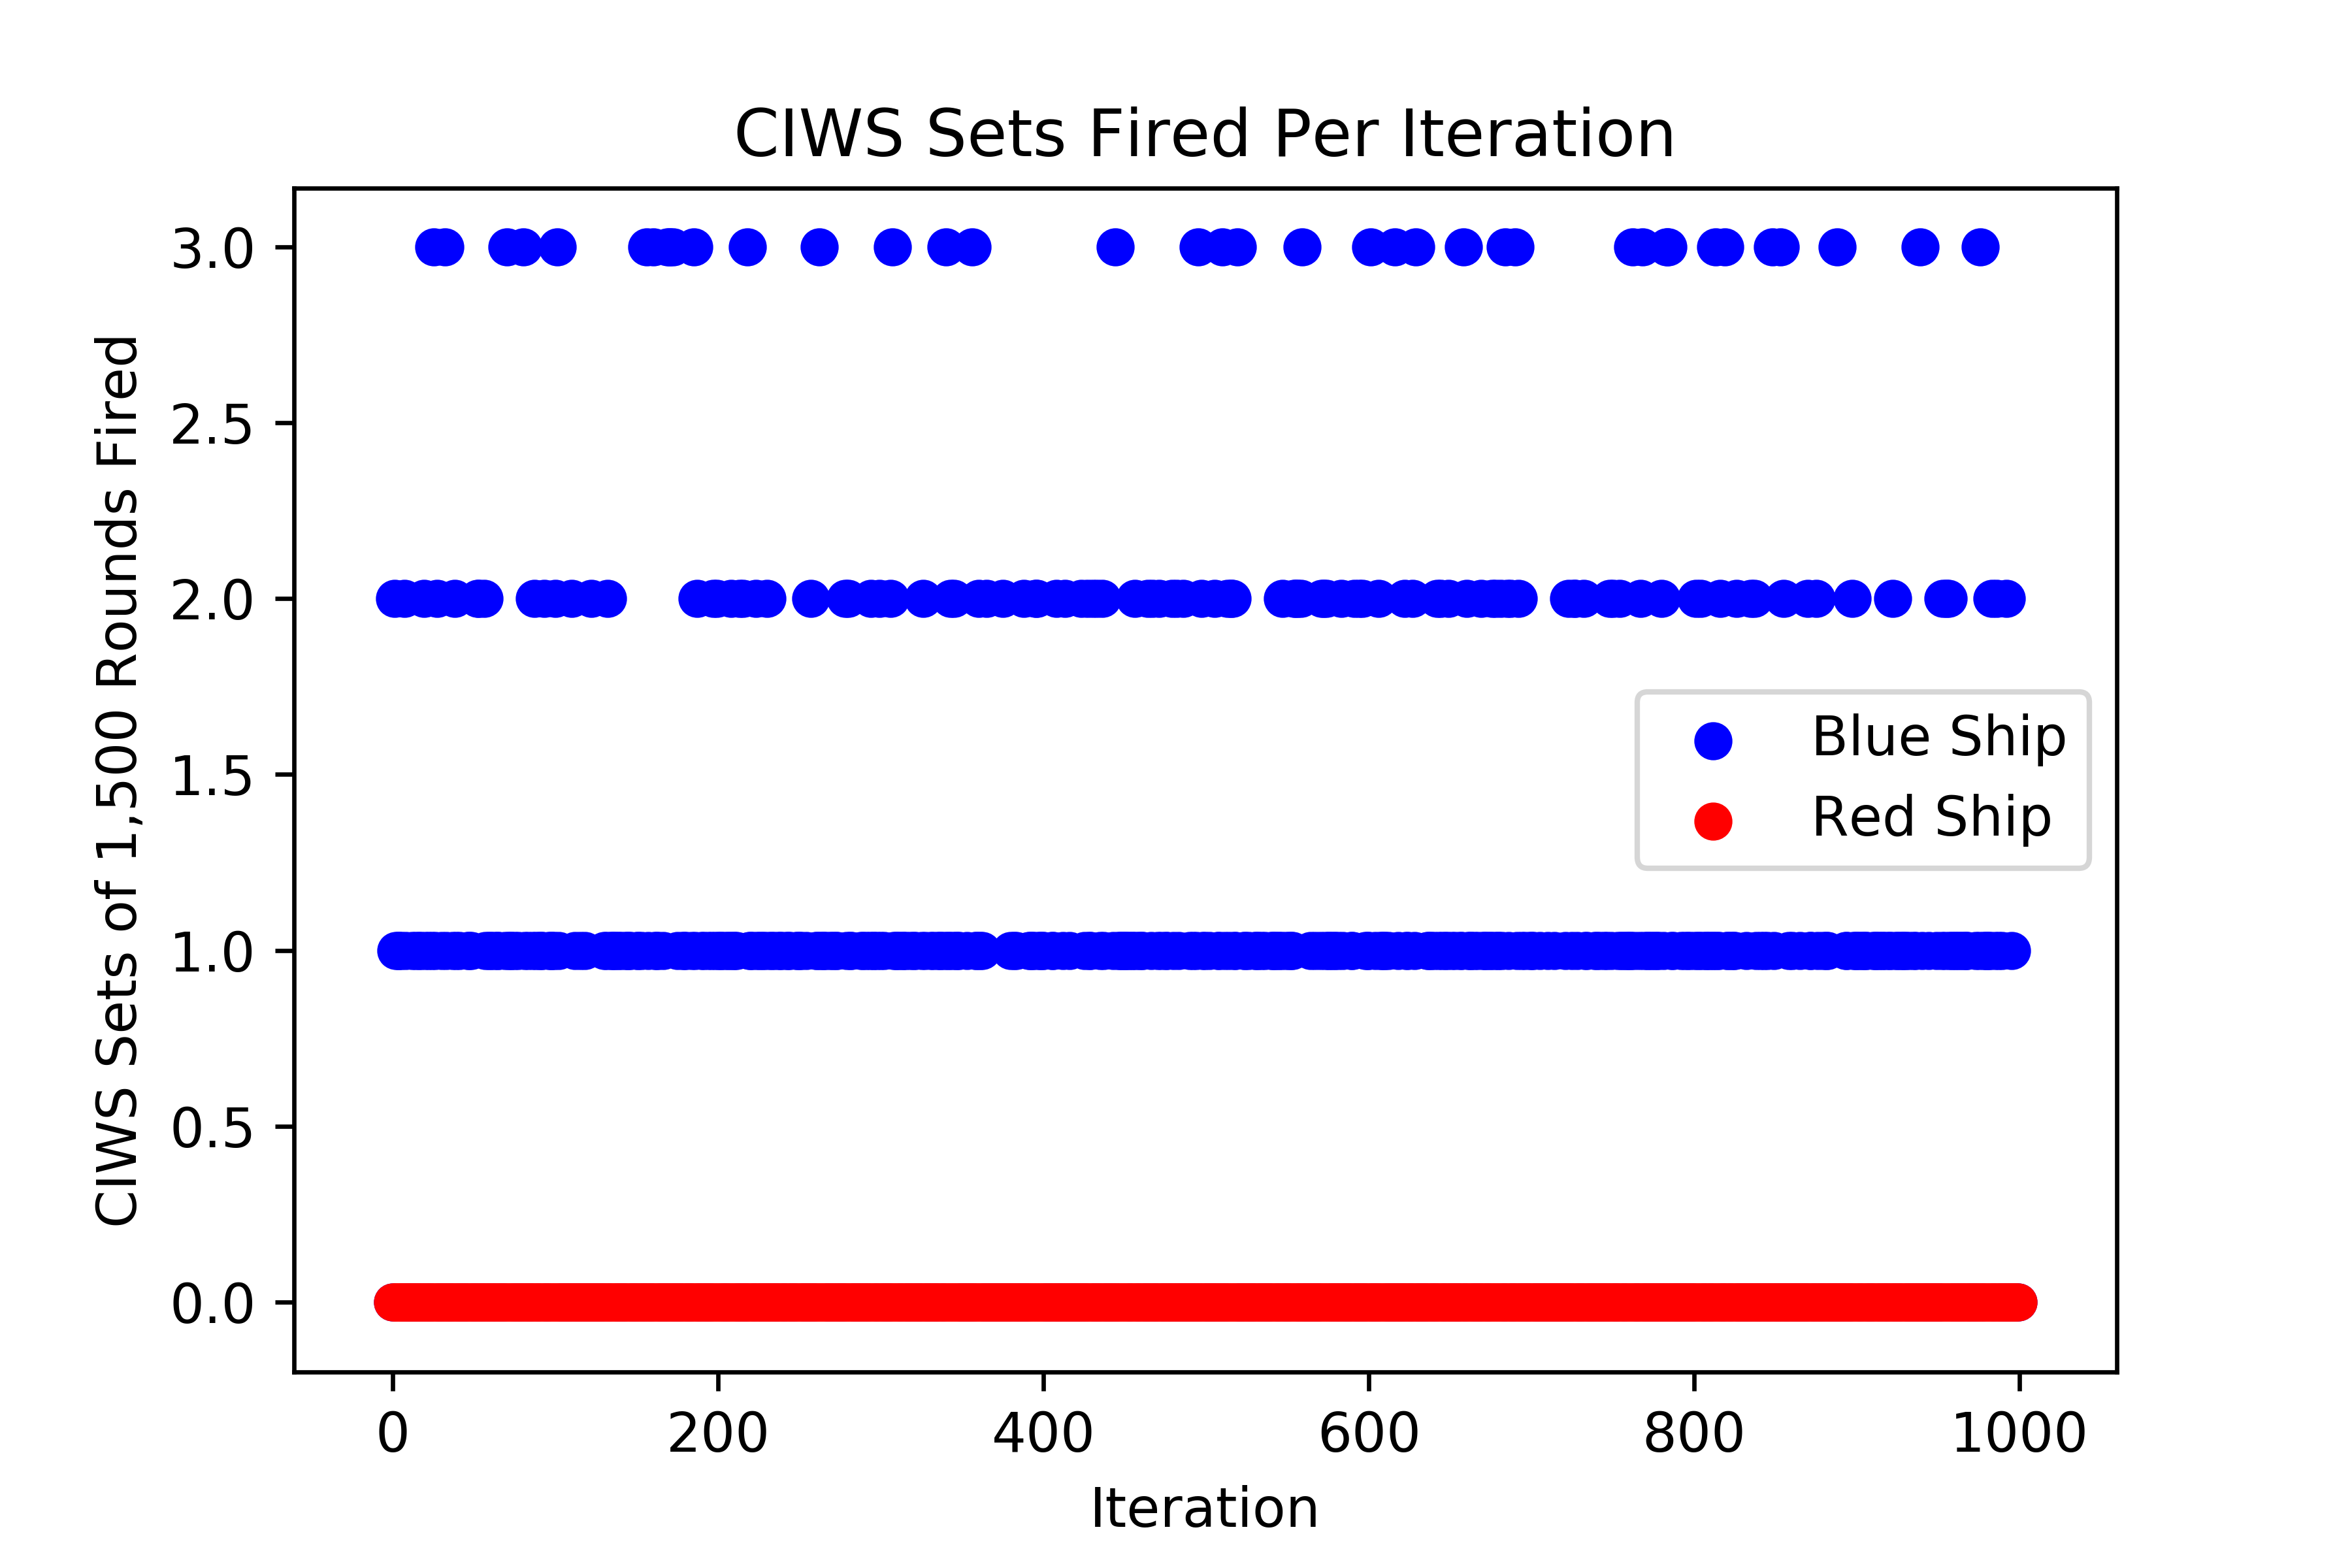 CIWS Sets Fired Per Iteration
CIWS Sets of 1,500 Rounds Fired
3.0
2.5
2.0
1.5
1.0
0.5
0.0
Blue Ship
Red Ship
0 200 400 600 800 1000
Iteration